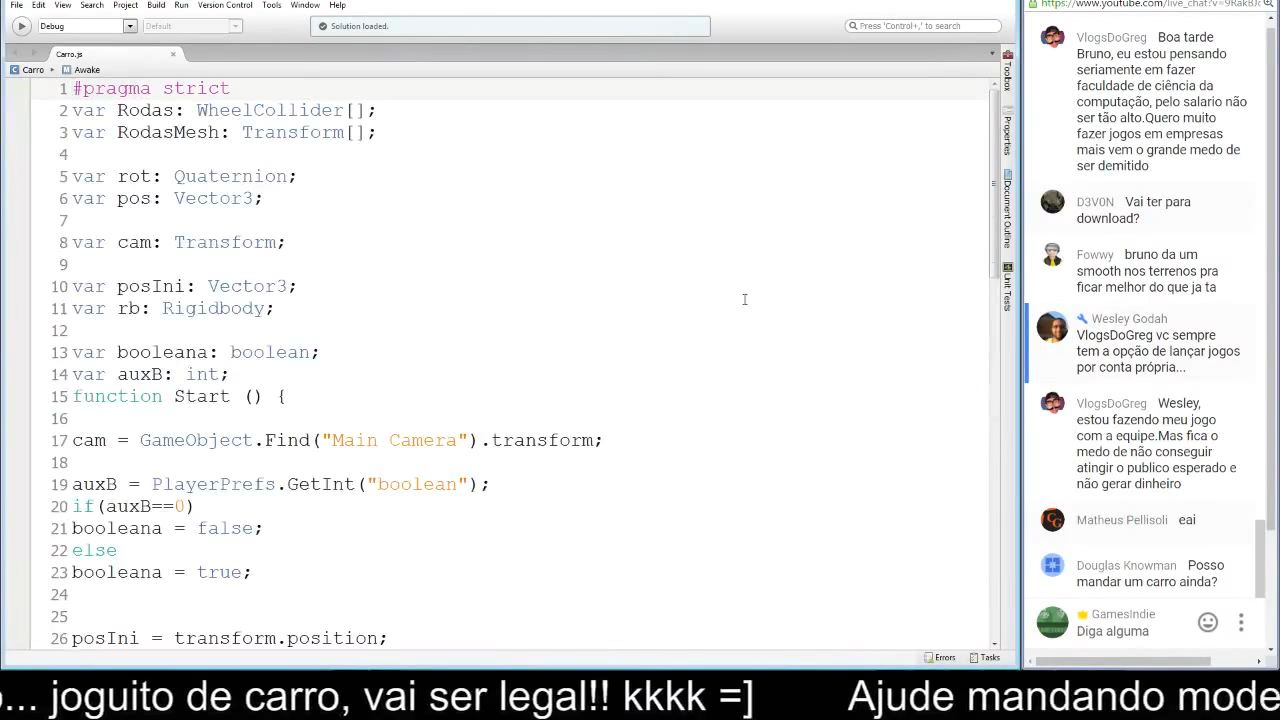 File Edit View Search Project Build Run Version Control Tools Window Help
Debug Default Solution loaded. Press 'Control+,' to search
Carro.js
Carro Awake
1 #pragma strict
2 var Rodas: WheelCollider[];
3 var RodasMesh: Transform[];
4
5 var rot: Quaternion;
6 var pos: Vector3;
7
8 var cam: Transform;
9
10 var posIni: Vector3;
11 var rb: Rigidbody;
12
13 var booleana: boolean;
14 var auxB: int;
15 function Start () {
16
17 cam = GameObject.Find("Main Camera").transform;
18
19 auxB = PlayerPrefs.GetInt("boolean");
20 if(auxB==0)
21 booleana = false;
22 else
23 booleana = true;
24
25
26 posIni = transform.position;
Toolbox
Properties
Document Outline
Unit Tests
Errors Tasks
VlogsDoGreg Boa tarde
Bruno, eu estou pensando
seriamente em fazer
faculdade de ciência da
computação, pelo salario não
ser tão alto.Quero muito
fazer jogos em empresas
mais vem o grande medo de
ser demitido
D3V0N Vai ter para
download?
Fowwy bruno da um
smooth nos terrenos pra
ficar melhor do que ja ta
Wesley Godah
VlogsDoGreg vc sempre
tem a opção de lançar jogos
por conta própria...
VlogsDoGreg Wesley,
estou fazendo meu jogo
com a equipe.Mas fica o
medo de não conseguir
atingir o publico esperado e
não gerar dinheiro
Matheus Pellisoli eai
Douglas Knowman Posso
mandar um carro ainda?
GamesIndie
Diga alguma
o... joguito de carro, vai ser legal!! kkkk =] Ajude mandando mode